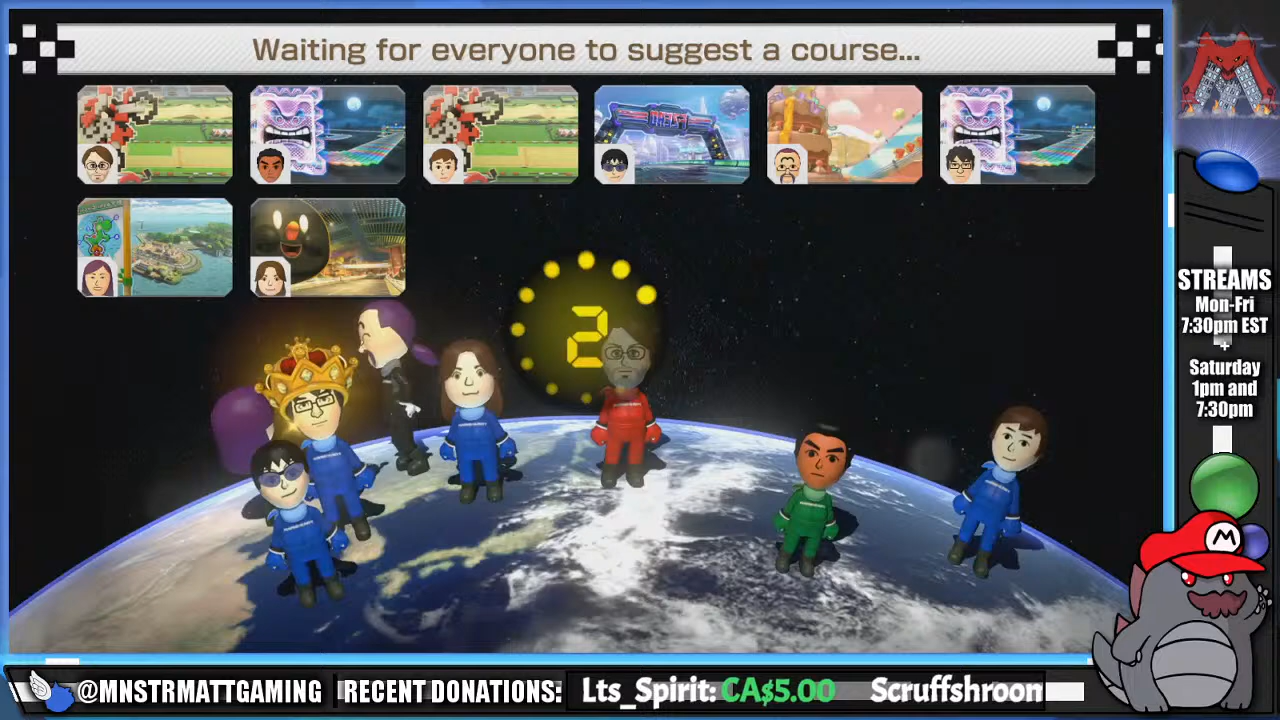 Waiting for everyone to suggest a course...
2
STREAMS
Mon-Fri
7:30pm EST
+
Saturday
1pm and
7:30pm
M
@MNSTRMATTGAMING
RECENT DONATIONS:
Lts_Spirit: CA$5.00 Scruffshroom